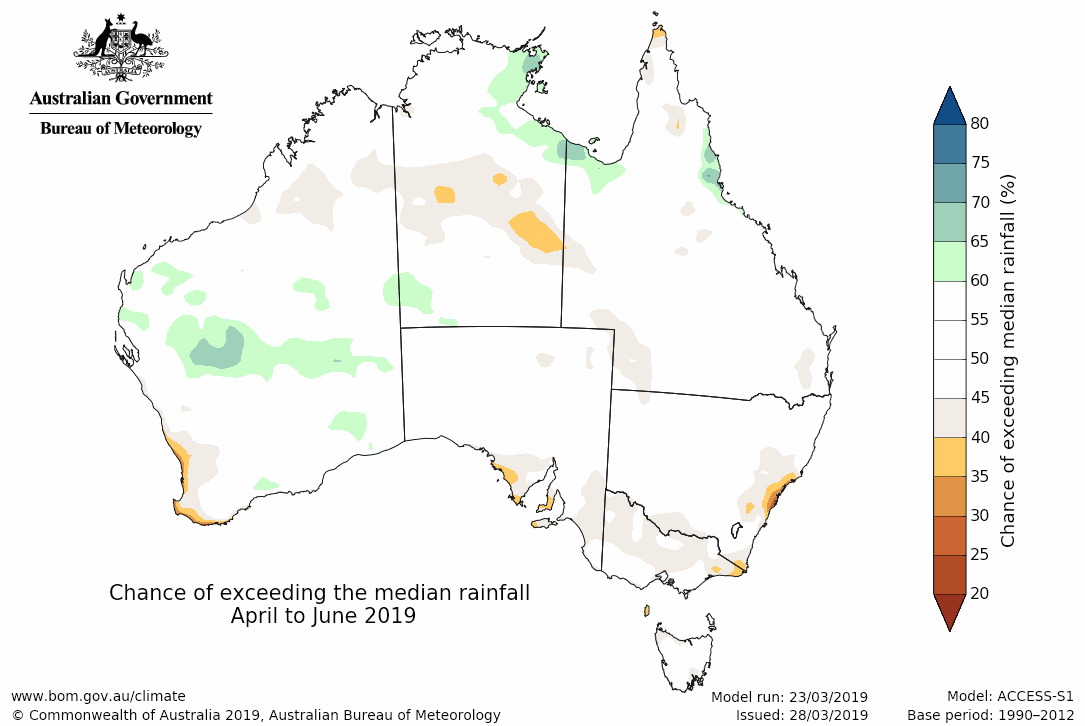 AUSTRALIA
Australian Government
Bureau of Meteorology
80
75
70
65
60
55
50
45
40
35
30
25
20
Chance of exceeding median rainfall (%)
Chance of exceeding the median rainfall
April to June 2019
www.bom.gov.au/climate
© Commonwealth of Australia 2019, Australian Bureau of Meteorology
Model run: 23/03/2019
Issued: 28/03/2019
Model: ACCESS-S1
Base period: 1990–2012